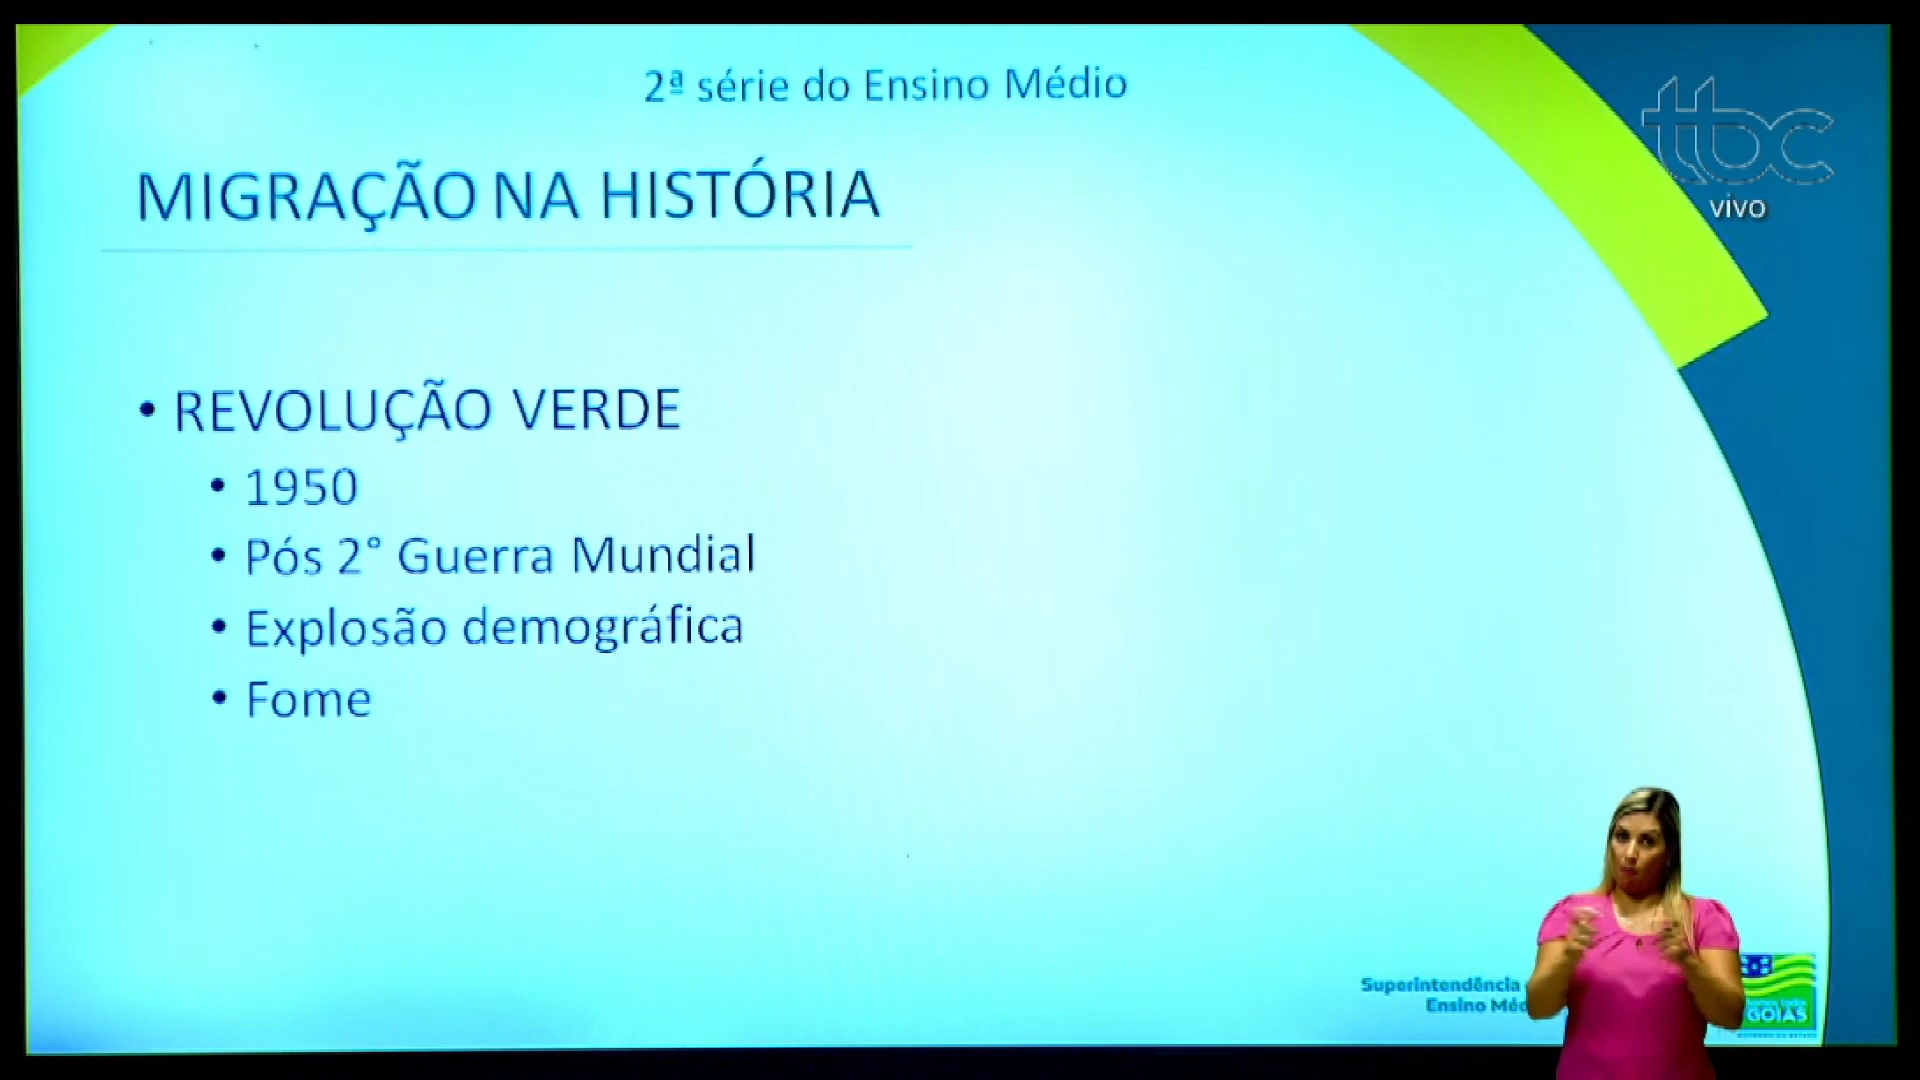 2ª série do Ensino Médio
tbc
vivo
MIGRAÇÃO NA HISTÓRIA
• REVOLUÇÃO VERDE
• 1950
• Pós 2° Guerra Mundial
• Explosão demográfica
• Fome
Superintendência
Ensino
GOIÁS